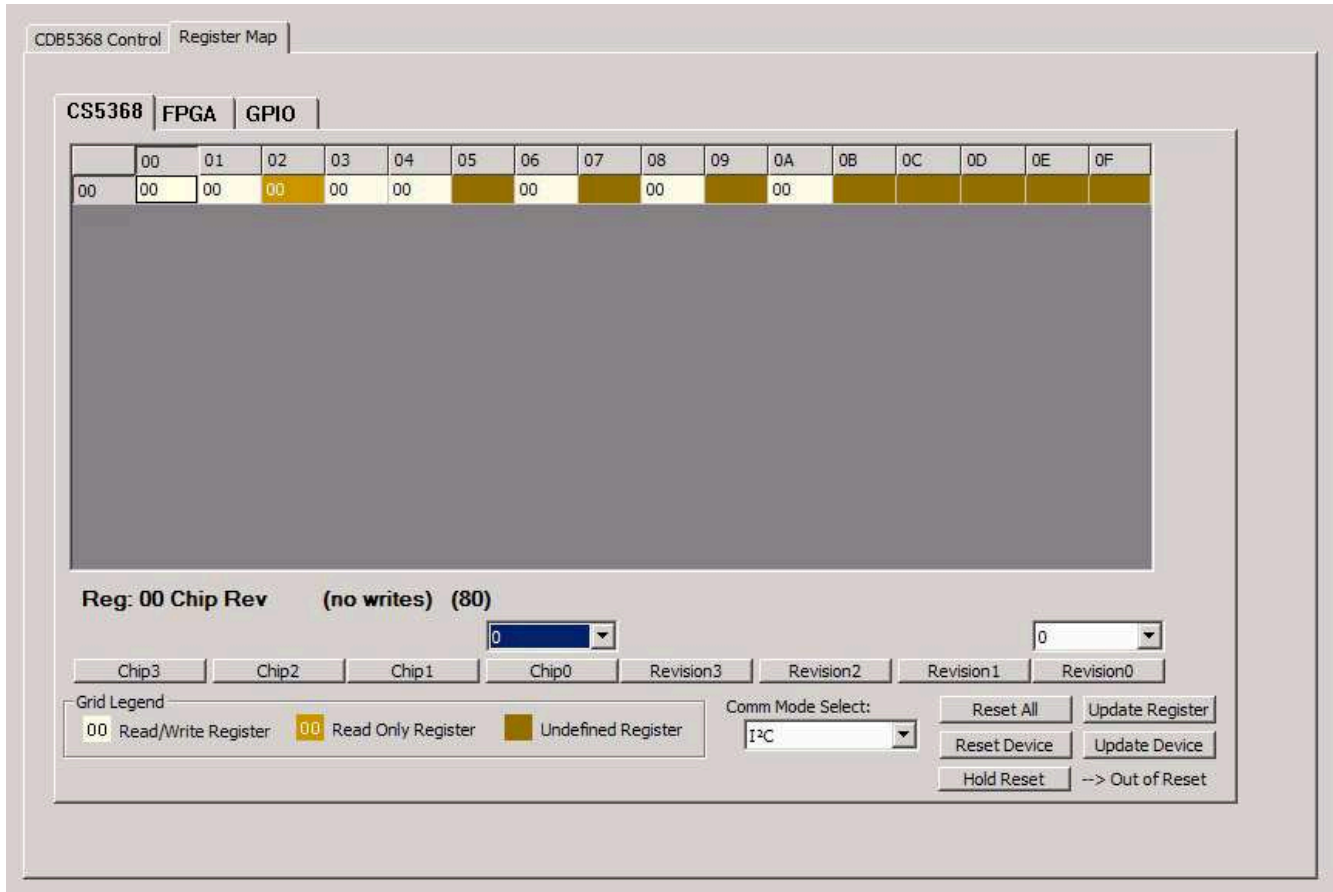 CDB5368 Control Register Map
CS5368 FPGA GPIO
00 01 02 03 04 05 06 07 08 09 0A 0B 0C 0D 0E 0F
00 00 00 00 00 00 00 00 00
Reg: 00 Chip Rev (no writes) (80)
0 0
Chip3 Chip2 Chip1 Chip0 Revision3 Revision2 Revision1 Revision0
Grid Legend
00 Read/Write Register 00 Read Only Register Undefined Register
Comm Mode Select:
I²C
Reset All Update Register
Reset Device Update Device
Hold Reset --> Out of Reset